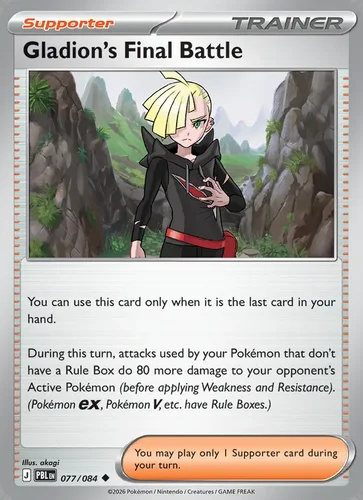 Supporter
TRAINER
Gladion's Final Battle
You can use this card only when it is the last card in your
hand.
During this turn, attacks used by your Pokémon that don't
have a Rule Box do 80 more damage to your opponent's
Active Pokémon (before applying Weakness and Resistance).
(Pokémon ex, Pokémon V, etc. have Rule Boxes.)
Illus. akagi
J PBL EN 077/084
You may play only 1 Supporter card during
your turn.
©2026 Pokémon / Nintendo / Creatures / GAME FREAK